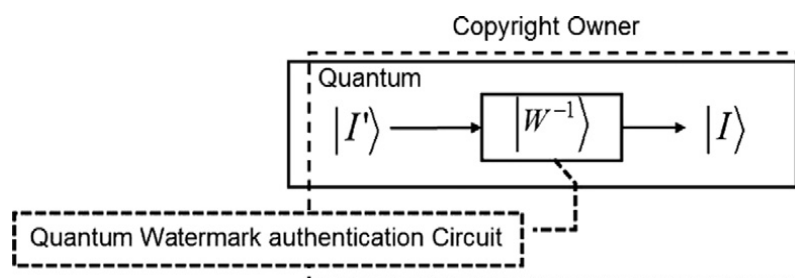 Copyright Owner
Quantum
|I'⟩ |W⁻¹⟩ |I⟩
Quantum Watermark authentication Circuit